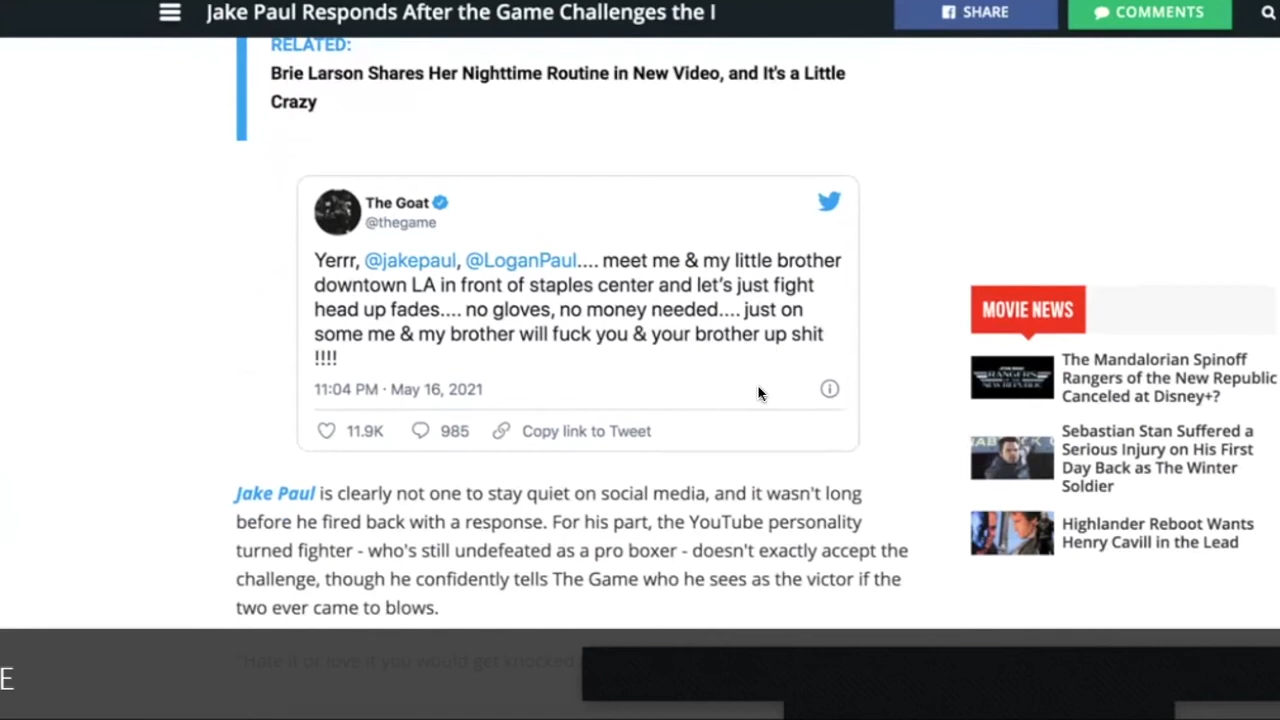 Jake Paul Responds After the Game Challenges the
SHARE
COMMENTS
RELATED:
Brie Larson Shares Her Nighttime Routine in New Video, and It's a Little
Crazy
The Goat
@thegame
Yerrr, @jakepaul, @LoganPaul.... meet me & my little brother
downtown LA in front of staples center and let's just fight
head up fades.... no gloves, no money needed.... just on
some me & my brother will fuck you & your brother up shit
!!!!
11:04 PM · May 16, 2021
11.9K 985 Copy link to Tweet
Jake Paul is clearly not one to stay quiet on social media, and it wasn't long
before he fired back with a response. For his part, the YouTube personality
turned fighter - who's still undefeated as a pro boxer - doesn't exactly accept the
challenge, though he confidently tells The Game who he sees as the victor if the
two ever came to blows.
"Hate it or love it you would get knocked
E
MOVIE NEWS
The Mandalorian Spinoff
Rangers of the New Republic
Canceled at Disney+?
Sebastian Stan Suffered a
Serious Injury on His First
Day Back as The Winter
Soldier
Highlander Reboot Wants
Henry Cavill in the Lead